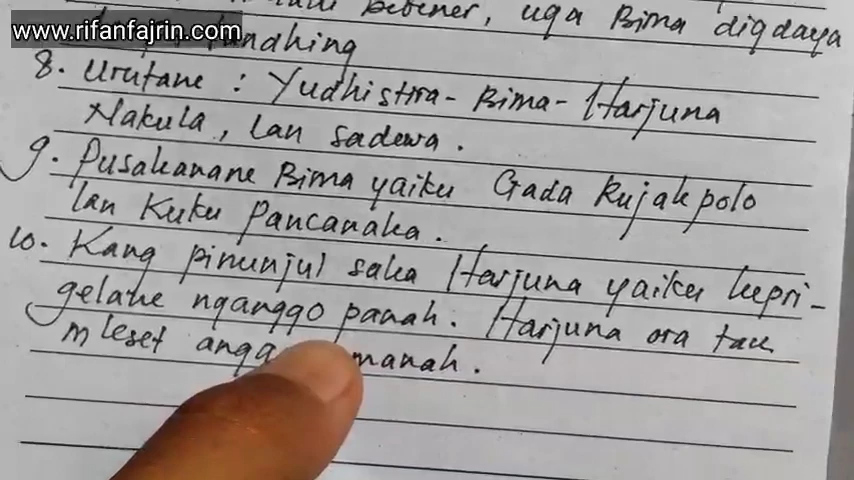 bebener, uga Bima digdaya
www.rifanfajrin.com
tandhing
8. Urutane : Yudhistira - Bima - Harjuna
Nakula, lan sadewa.
9. Pusakanane Bima yaiku Gada Rujakpolo
lan Kuku Pancanaka.
10. Kang pinunjul saka Harjuna yaiku kepri-
gelane nganggo panah. Harjuna ora tau
mleset manah.